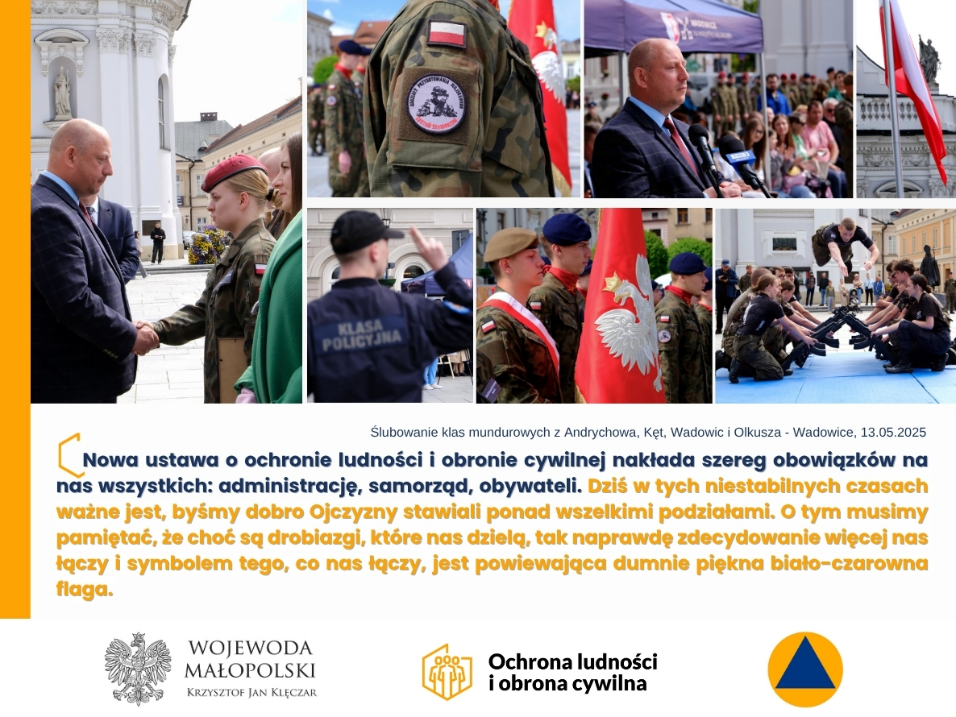 WADOWICE
KLASA
POLICYJNA
Ślubowanie klas mundurowych z Andrychowa, Kęt, Wadowic i Olkusza - Wadowice, 13.05.2025
Nowa ustawa o ochronie ludności i obronie cywilnej nakłada szereg obowiązków na
nas wszystkich: administrację, samorząd, obywateli. Dziś w tych niestabilnych czasach
ważne jest, byśmy dobro Ojczyzny stawiali ponad wszelkimi podziałami. O tym musimy
pamiętać, że choć są drobiazgi, które nas dzielą, tak naprawdę zdecydowanie więcej nas
łączy i symbolem tego, co nas łączy, jest powiewająca dumnie piękna biało-czarowna
flaga.
WOJEWODA
MAŁOPOLSKI
KRZYSZTOF JAN KLĘCZAR
Ochrona ludności
i obrona cywilna